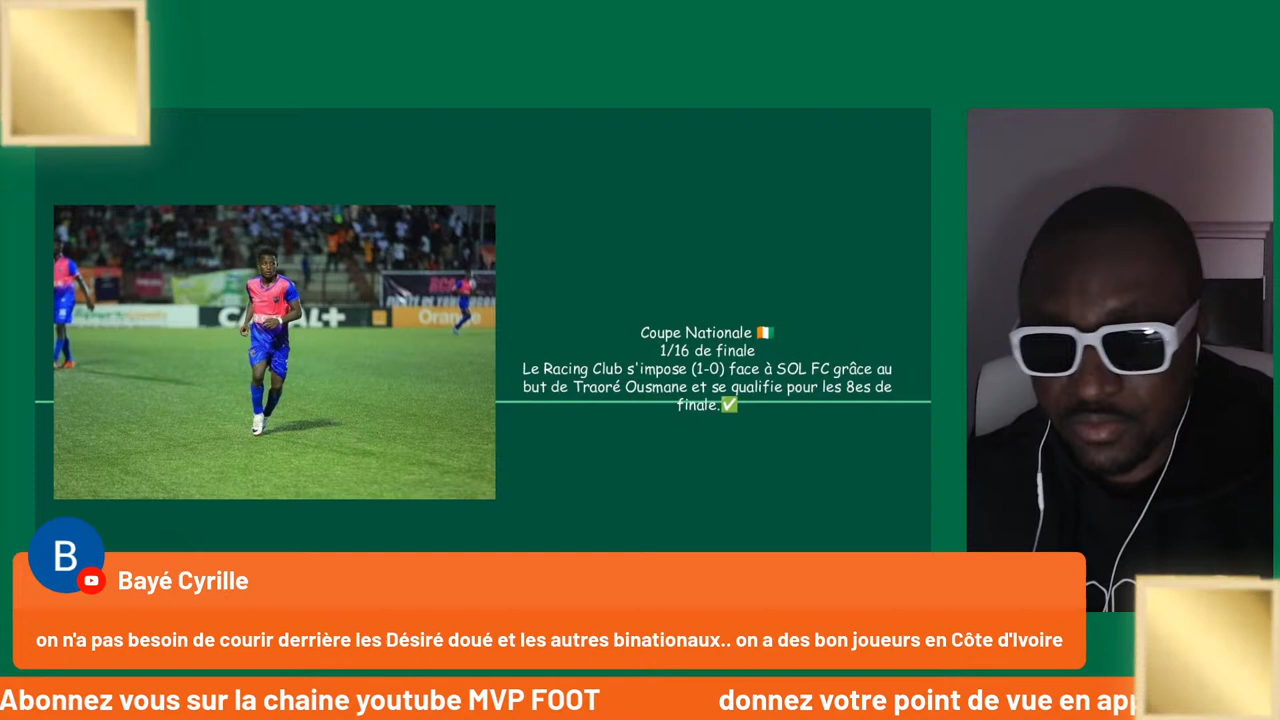 CANAL+
Orange
Coupe Nationale 🇨🇮
1/16 de finale
Le Racing Club s'impose (1-0) face à SOL FC grâce au
but de Traoré Ousmane et se qualifie pour les 8es de
finale.✅
B
Bayé Cyrille
on n'a pas besoin de courir derrière les Désiré doué et les autres binationaux.. on a des bon joueurs en Côte d'Ivoire
Abonnez vous sur la chaine youtube MVP FOOT donnez votre point de vue en app